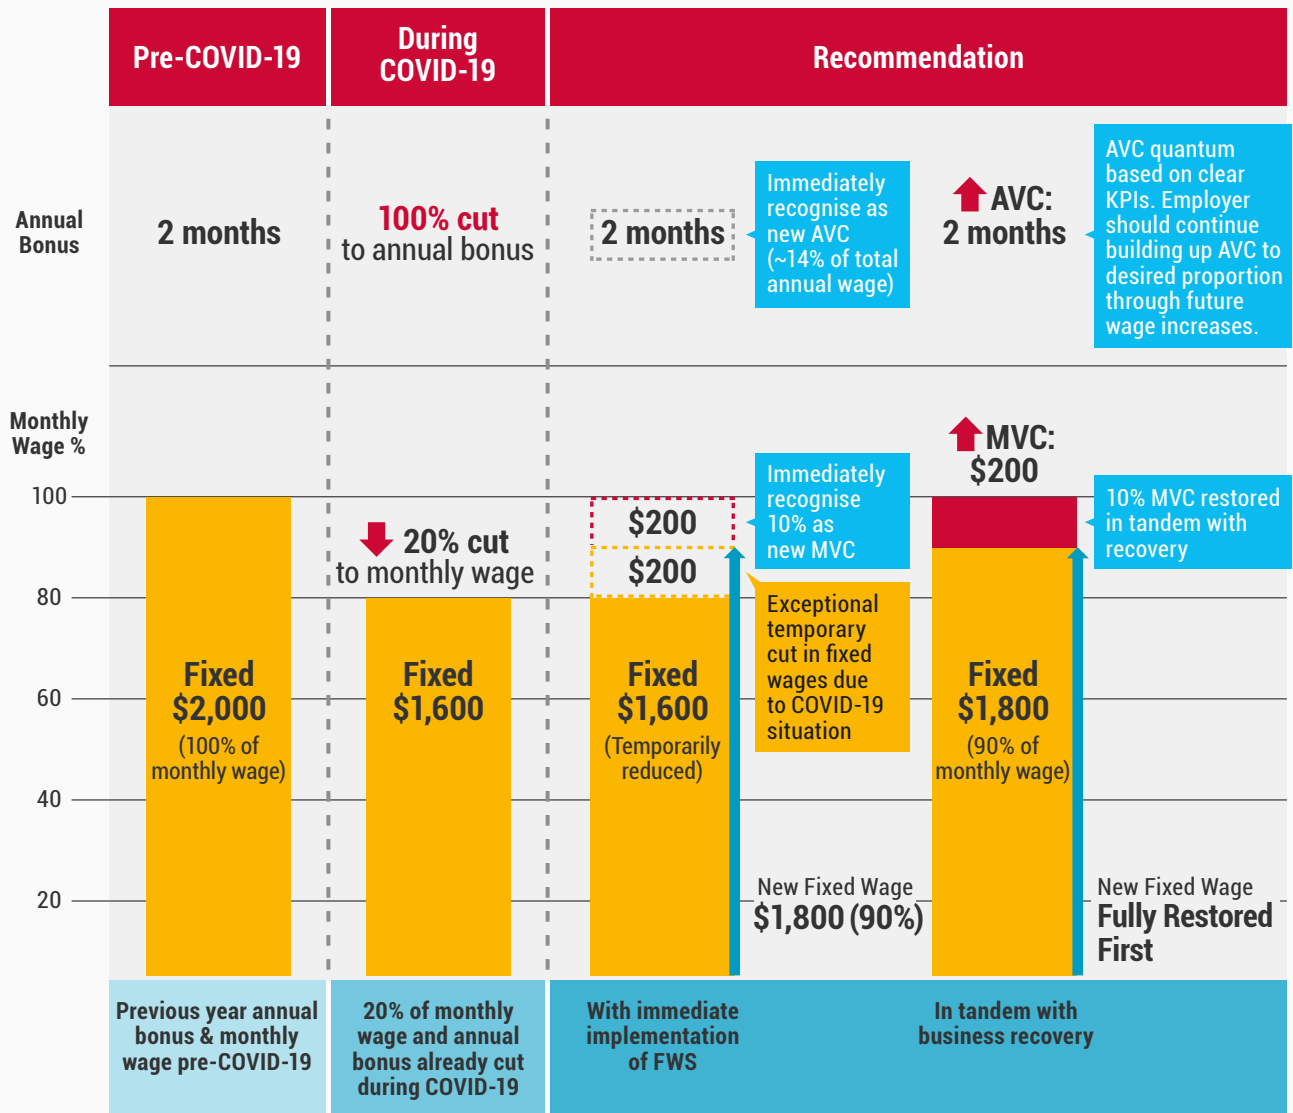 Pre-COVID-19
During
COVID-19
Recommendation
Annual
Bonus
2 months
100% cut
to annual bonus
2 months
Immediately
recognise as
new AVC
(~14% of total
annual wage)
AVC:
2 months
AVC quantum
based on clear
KPIs. Employer
should continue
building up AVC to
desired proportion
through future
wage increases.
Monthly
Wage %
100
80
60
40
20
Fixed
$2,000
(100% of
monthly wage)
20% cut
to monthly wage
Fixed
$1,600
$200
$200
Fixed
$1,600
(Temporarily
reduced)
Immediately
recognise
10% as
new MVC
Exceptional
temporary
cut in fixed
wages due
to COVID-19
situation
New Fixed Wage
$1,800 (90%)
MVC:
$200
Fixed
$1,800
(90% of
monthly wage)
10% MVC restored
in tandem with
recovery
New Fixed Wage
Fully Restored
First
Previous year annual
bonus & monthly
wage pre-COVID-19
20% of monthly
wage and annual
bonus already cut
during COVID-19
With immediate
implementation
of FWS
In tandem with
business recovery